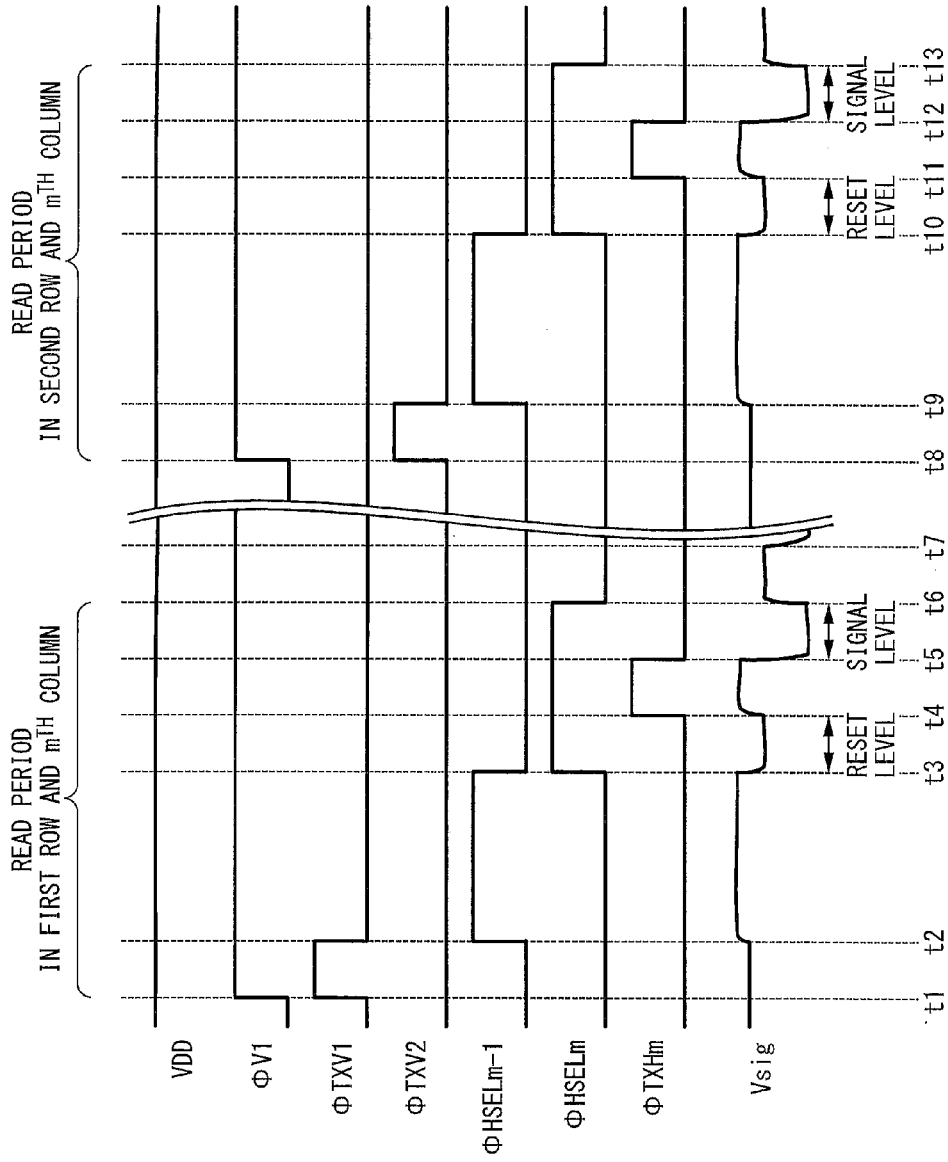 READ PERIOD
IN FIRST ROW AND mTH COLUMN
READ PERIOD
IN SECOND ROW AND mTH COLUMN
VDD
ΦV1
ΦTXV1
ΦTXV2
ΦHSELm-1
ΦHSELm
ΦTXHm
Vsig
RESET
LEVEL
SIGNAL
LEVEL
RESET
LEVEL
SIGNAL
LEVEL
t1 t2 t3 t4 t5 t6 t7 t8 t9 t10 t11 t12 t13